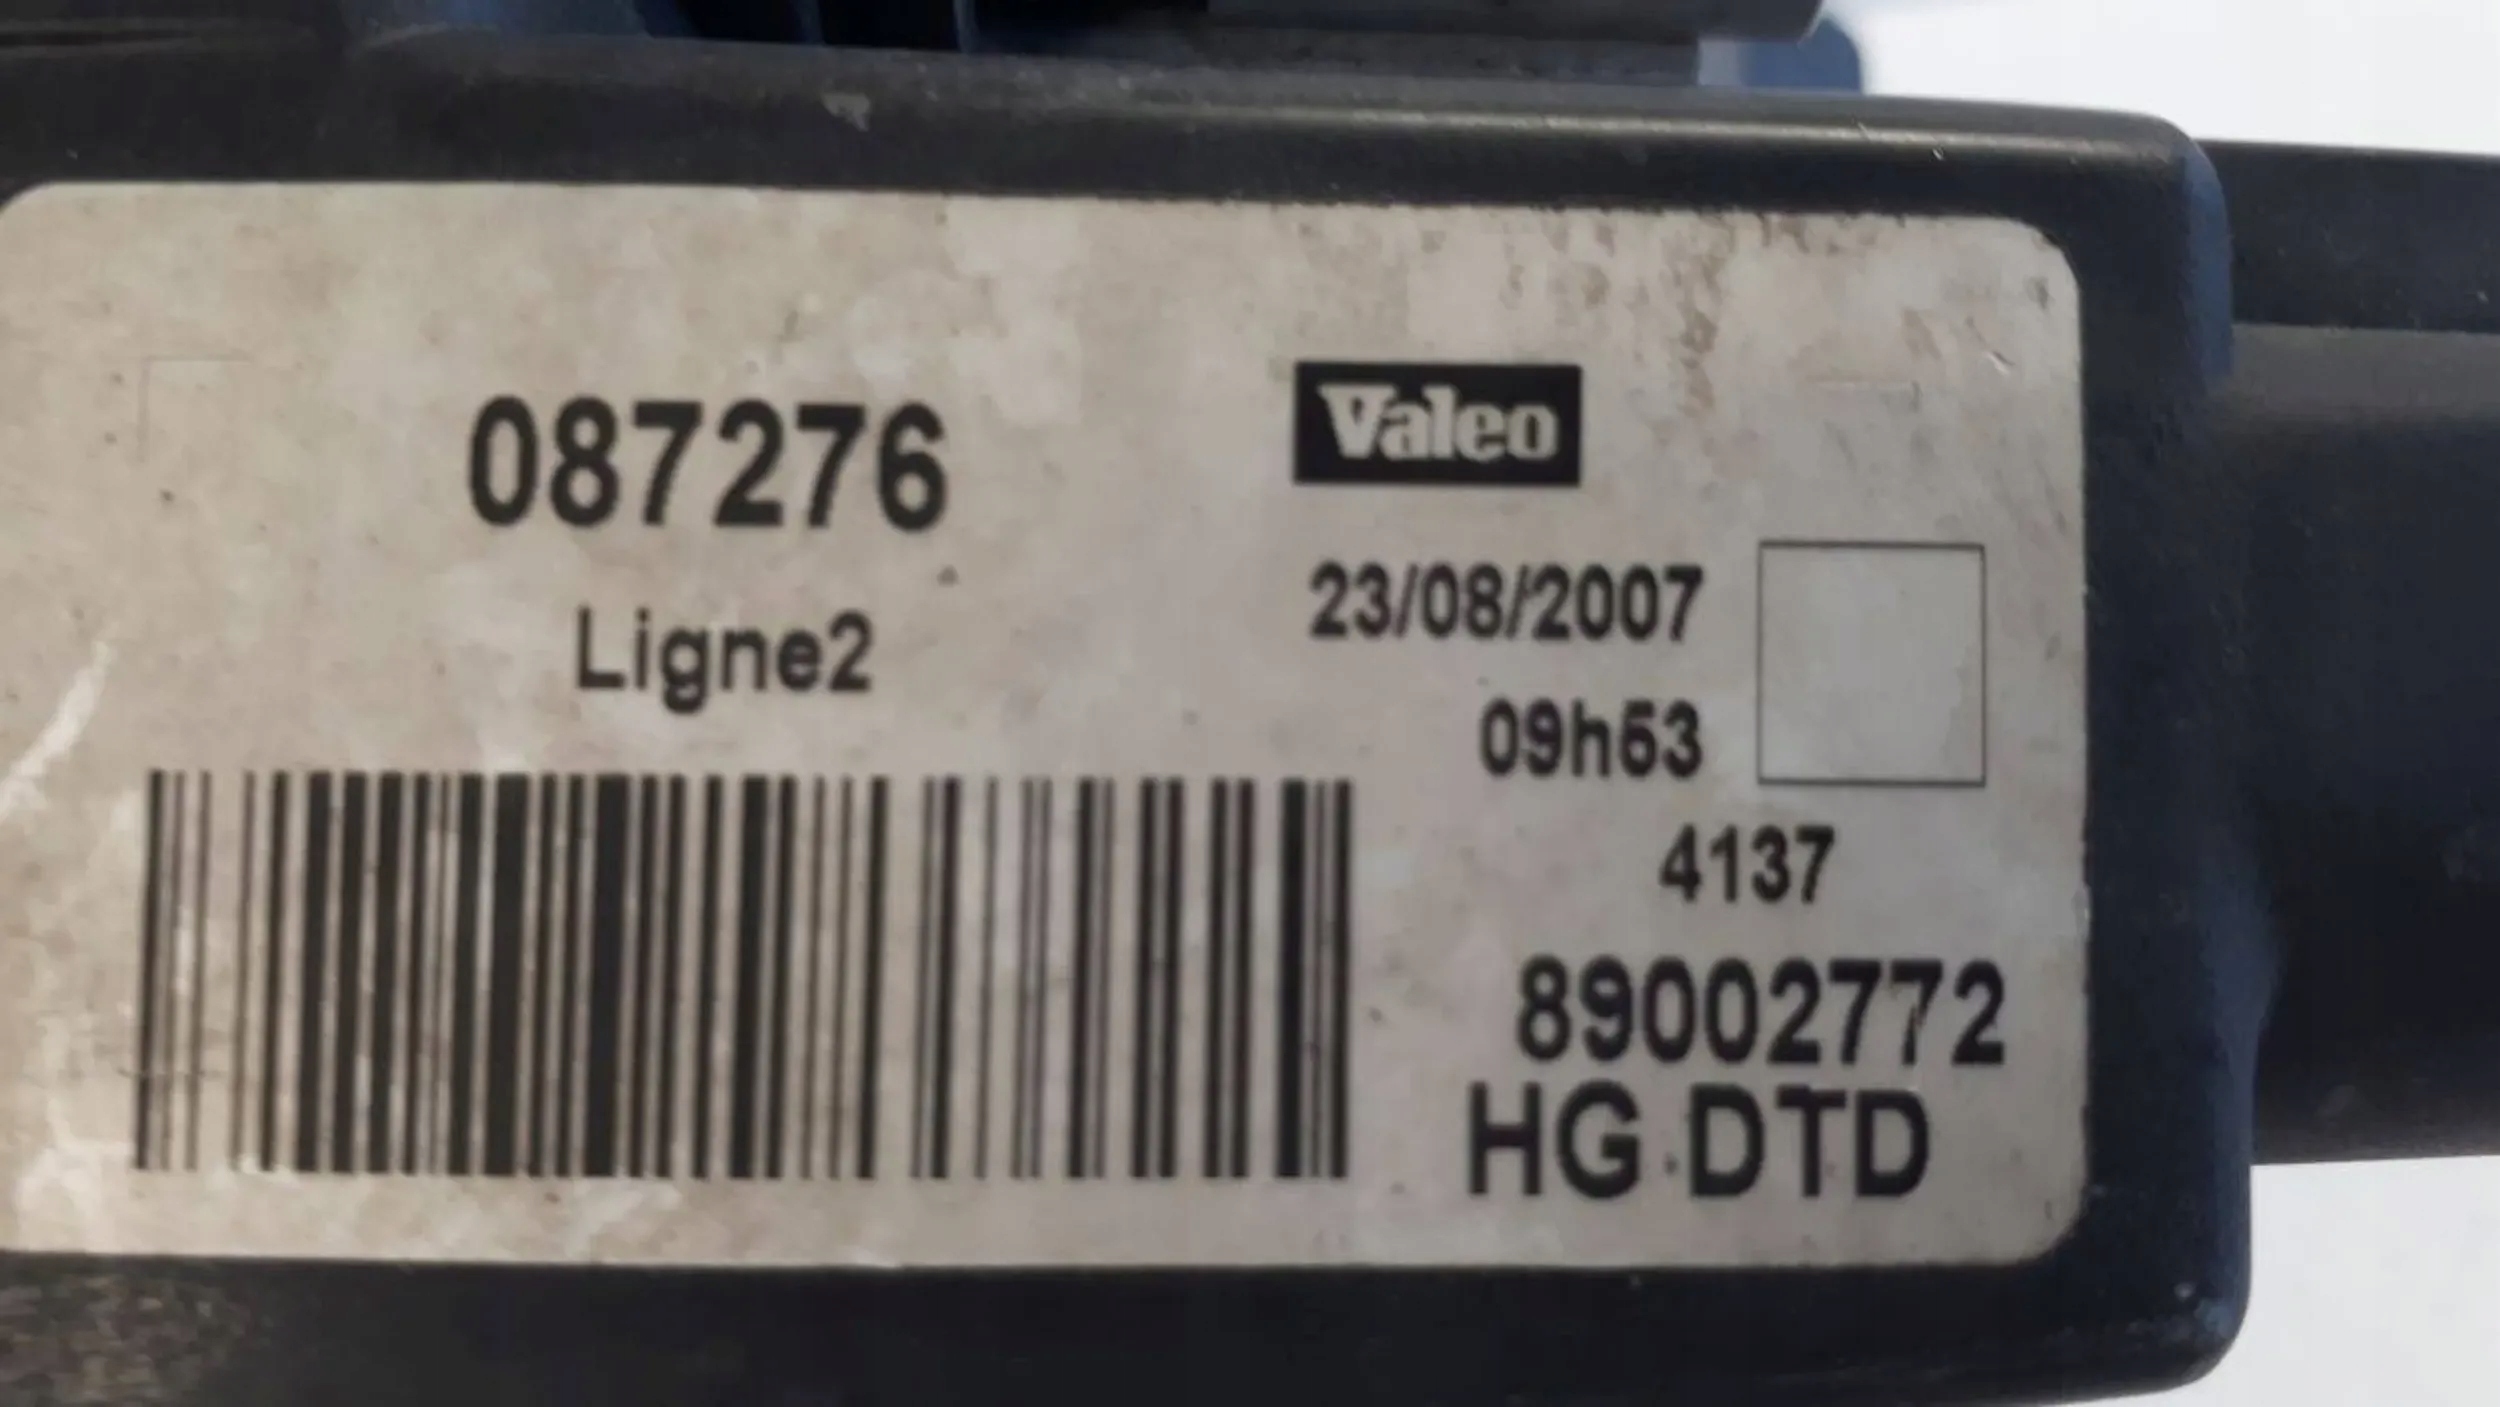 087276
Ligne2
Valeo
23/08/2007
09h53
4137
89002772
HG DTD